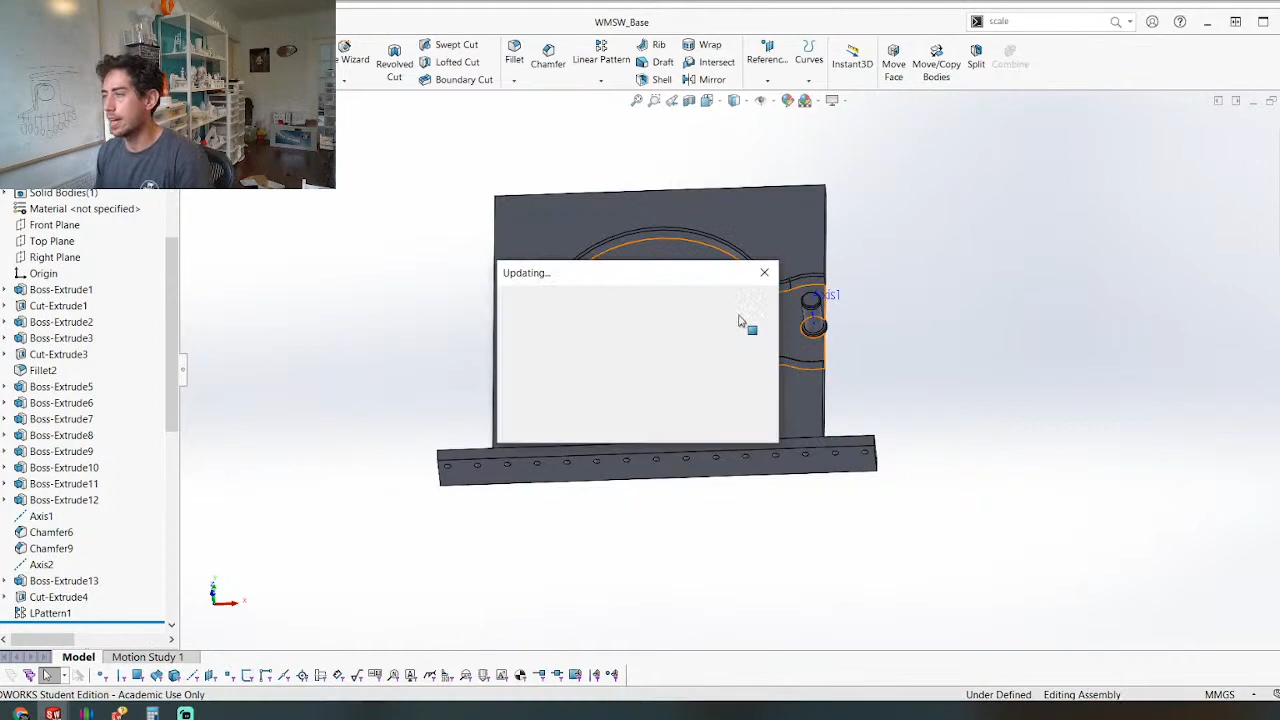 WMSW_Base
scale
Wizard
Revolved
Cut
Swept Cut
Lofted Cut
Boundary Cut
Fillet
Chamfer
Linear Pattern
Rib
Draft
Shell
Wrap
Intersect
Mirror
Referenc...
Curves
Instant3D
Move
Face
Move/Copy
Bodies
Split
Combine
Solid Bodies(1)
Material <not specified>
Front Plane
Top Plane
Right Plane
Origin
Boss-Extrude1
Cut-Extrude1
Boss-Extrude2
Boss-Extrude3
Cut-Extrude3
Fillet2
Boss-Extrude5
Boss-Extrude6
Boss-Extrude7
Boss-Extrude8
Boss-Extrude9
Boss-Extrude10
Boss-Extrude11
Boss-Extrude12
Axis1
Chamfer6
Chamfer9
Axis2
Boss-Extrude13
Cut-Extrude4
LPattern1
Updating...
Axis1
X
Model
Motion Study 1
DWORKS Student Edition - Academic Use Only
Under Defined
Editing Assembly
MMGS